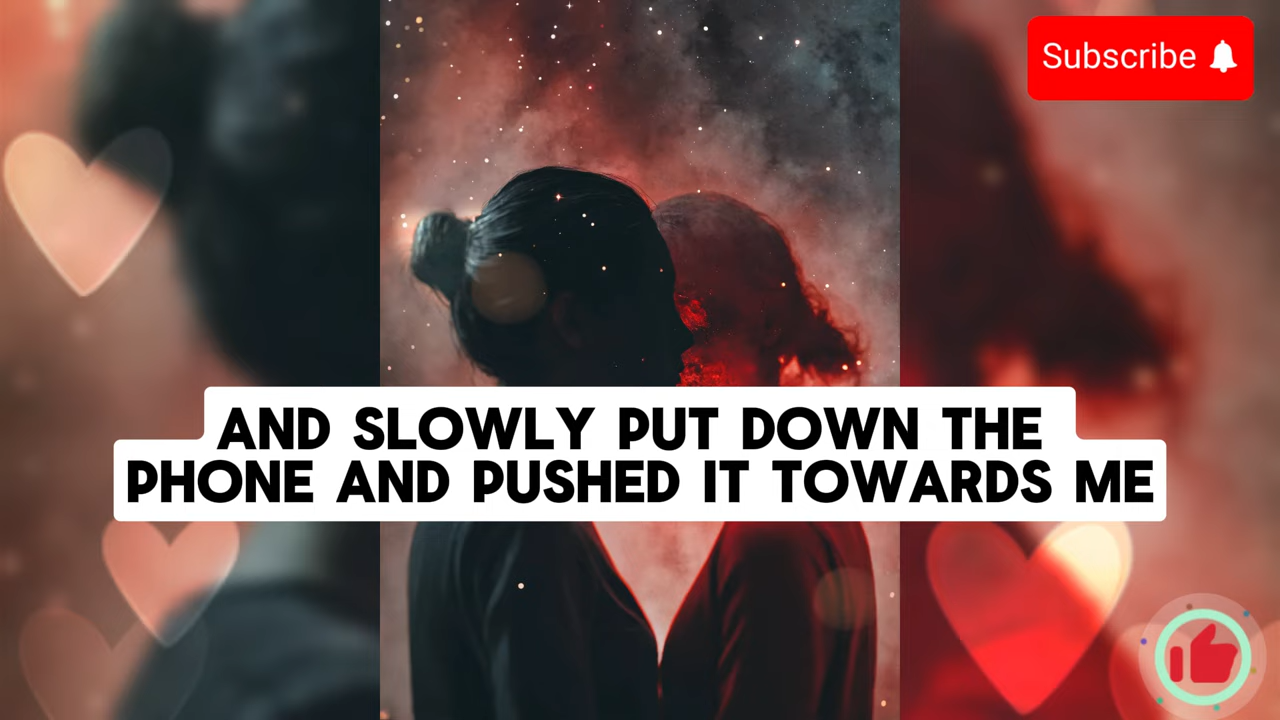 Subscribe
AND SLOWLY PUT DOWN THE
PHONE AND PUSHED IT TOWARDS ME